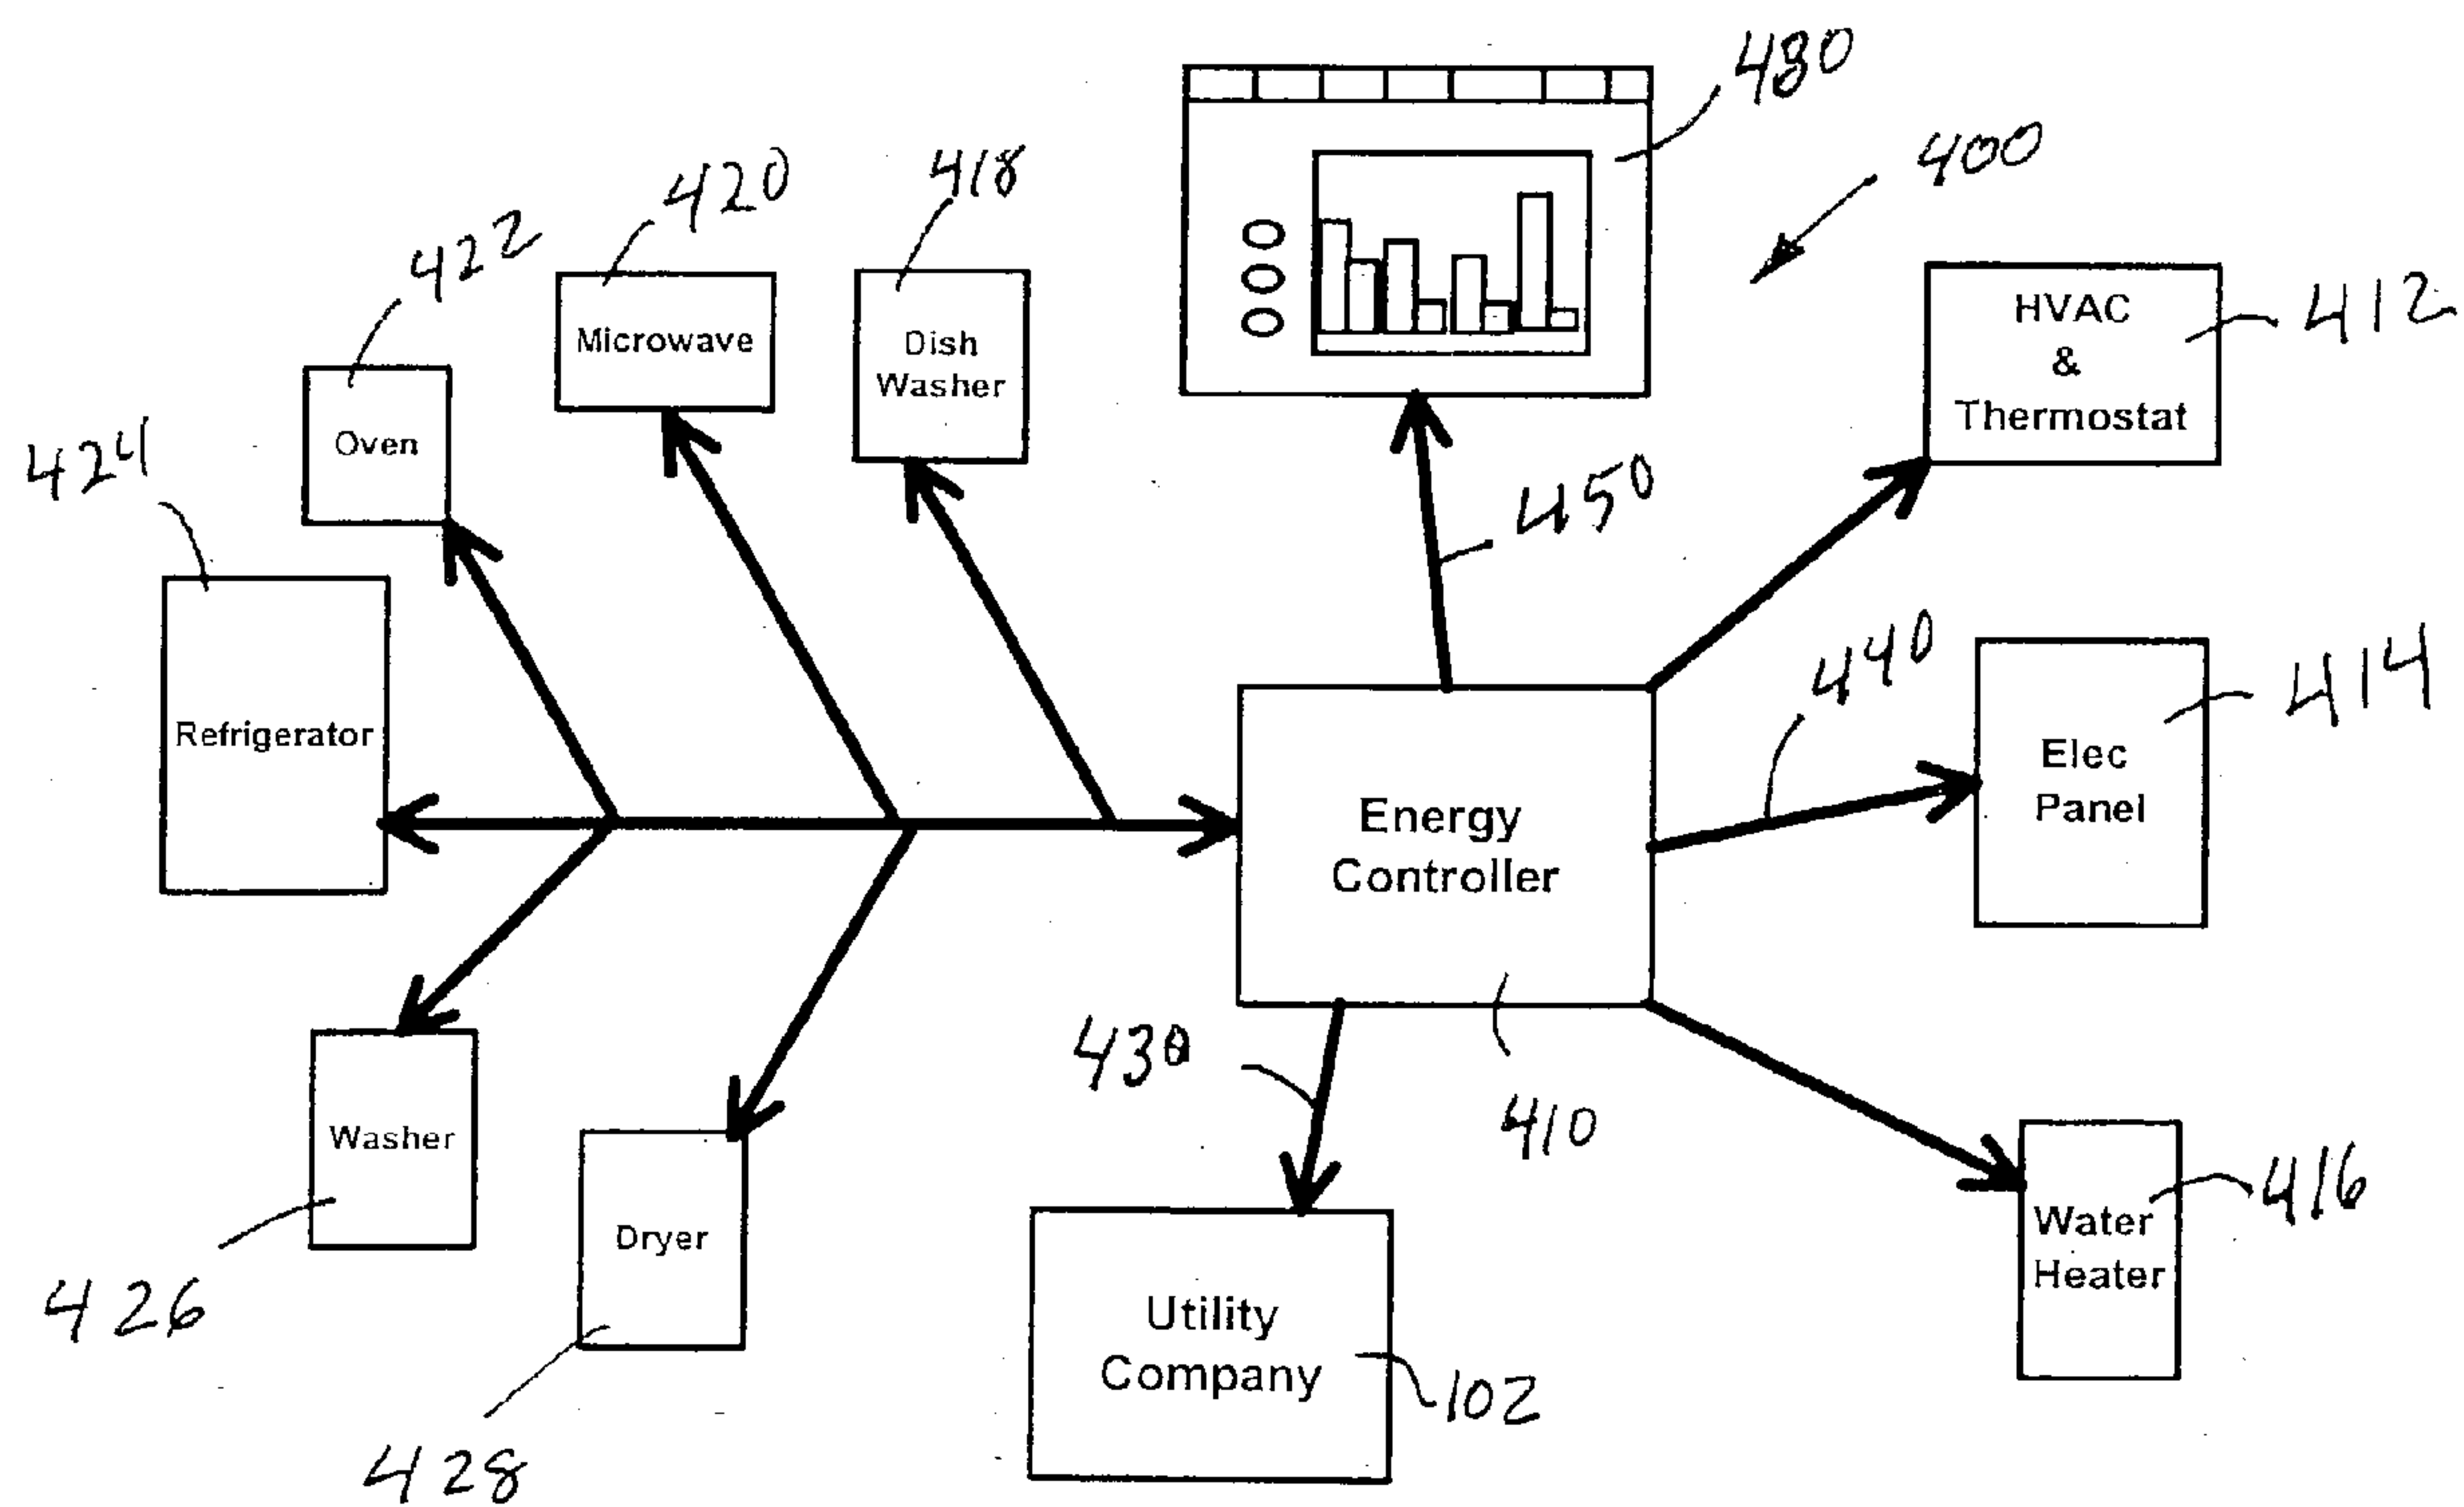 480
400
418
420
422
HVAC
&
Thermostat
412
Microwave
Dish
Washer
Oven
424
450
440
414
Refrigerator
Elec
Panel
Energy
Controller
430
410
Washer
416
Water
Heater
Dryer
426
Utility
Company
102
428